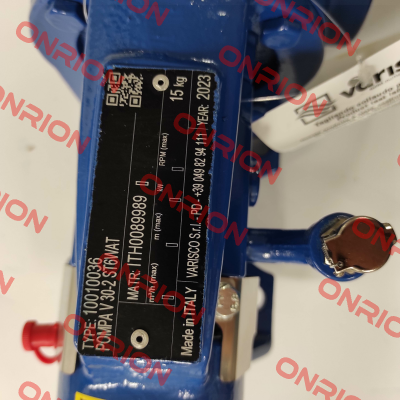 TYPE: 10010036
POMPA V 30-2 ST6VAT
MATR: ITH0089989
m³/h (max) m (max) kW RPM (max)
15 kg
Made in ITALY VARISCO S.r.l. - PD - +39 049 82 94 111 - YEAR: 2023
ONRION